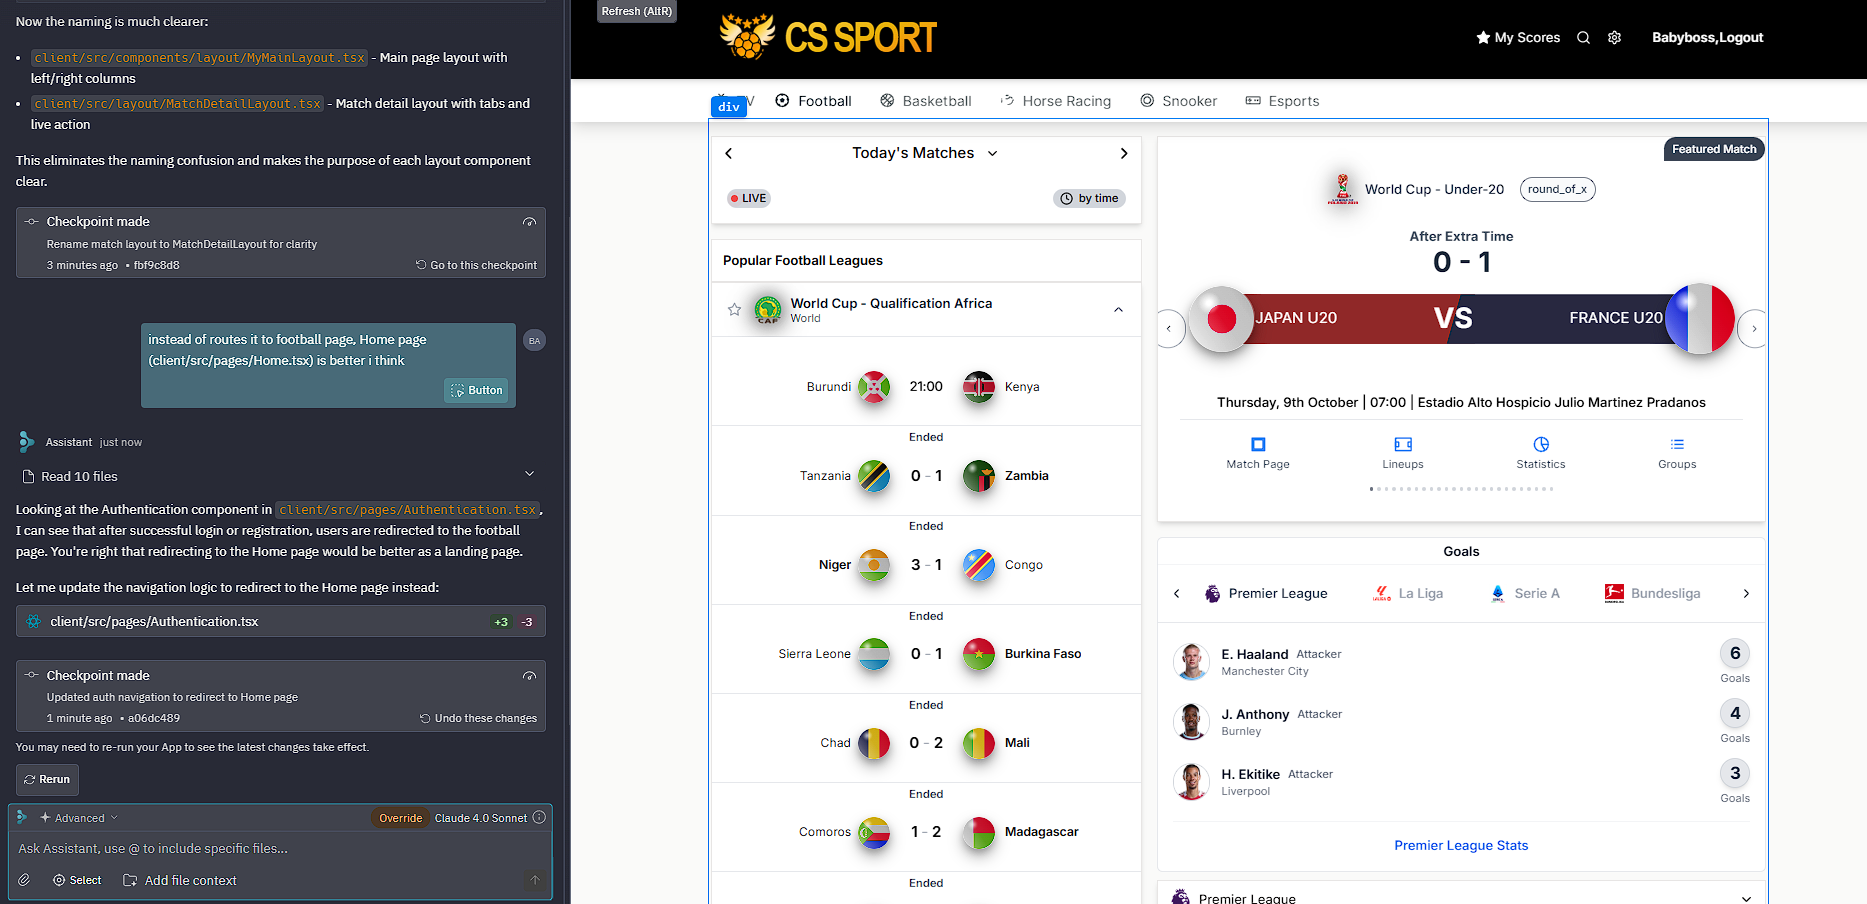 Now the naming is much clearer:
client/src/components/layout/MyMainLayout.tsx - Main page layout with
left/right columns
client/src/layout/MatchDetailLayout.tsx - Match detail layout with tabs and
live action
This eliminates the naming confusion and makes the purpose of each layout component
clear.
Checkpoint made
Rename match layout to MatchDetailLayout for clarity
3 minutes ago • fbf9c8d8
Go to this checkpoint
instead of routes it to football page, Home page
(client/src/pages/Home.tsx) is better i think
Button
BA
Assistant just now
Read 10 files
Looking at the Authentication component in client/src/pages/Authentication.tsx,
I can see that after successful login or registration, users are redirected to the football
page. You're right that redirecting to the Home page would be better as a landing page.
Let me update the navigation logic to redirect to the Home page instead:
client/src/pages/Authentication.tsx +3 -3
Checkpoint made
Updated auth navigation to redirect to Home page
1 minute ago • a06dc489
Undo these changes
You may need to re-run your App to see the latest changes take effect.
Rerun
Advanced
Override Claude 4.0 Sonnet
Ask Assistant, use @ to include specific files...
Select Add file context
Refresh (AltR)
CS SPORT
My Scores
Babyboss,Logout
div
Football
Basketball
Horse Racing
Snooker
Esports
Today's Matches
LIVE
by time
Popular Football Leagues
CAF
World Cup - Qualification Africa
World
Burundi 21:00 Kenya
Ended
Tanzania 0 - 1 Zambia
Ended
Niger 3 - 1 Congo
Ended
Sierra Leone 0 - 1 Burkina Faso
Ended
Chad 0 - 2 Mali
Ended
Comoros 1 - 2 Madagascar
Ended
Featured Match
World Cup - Under-20 round_of_x
After Extra Time
0 - 1
JAPAN U20 VS FRANCE U20
Thursday, 9th October | 07:00 | Estadio Alto Hospicio Julio Martinez Pradanos
Match Page
Lineups
Statistics
Groups
Goals
Premier League
La Liga
Serie A
Bundesliga
E. Haaland Attacker
Manchester City
6
Goals
J. Anthony Attacker
Burnley
4
Goals
H. Ekitike Attacker
Liverpool
3
Goals
Premier League Stats
Premier League